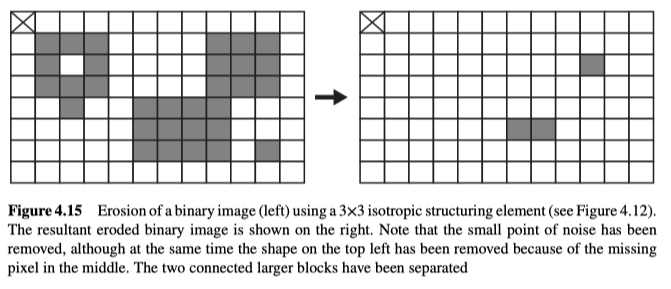 Figure 4.15 Erosion of a binary image (left) using a 3×3 isotropic structuring element (see Figure 4.12).
The resultant eroded binary image is shown on the right. Note that the small point of noise has been
removed, although at the same time the shape on the top left has been removed because of the missing
pixel in the middle. The two connected larger blocks have been separated